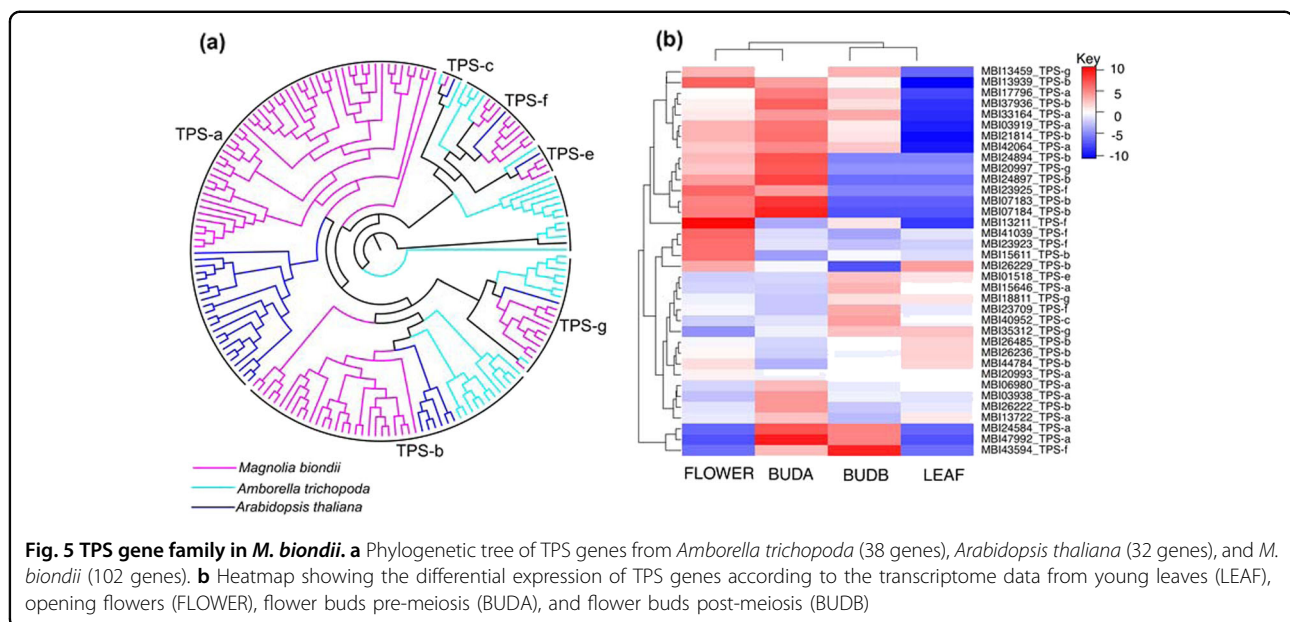 (a)
TPS-c
TPS-f
TPS-a
TPS-e
TPS-g
TPS-b
Magnolia biondii
Amborella trichopoda
Arabidopsis thaliana
(b)
Key
10
5
0
-5
-10
MBI13459_TPS-g
MBI13939_TPS-b
MBI17796_TPS-a
MBI37936_TPS-b
MBI33164_TPS-a
MBI03919_TPS-a
MBI21814_TPS-b
MBI42064_TPS-a
MBI24894_TPS-b
MBI20997_TPS-g
MBI24897_TPS-b
MBI23925_TPS-f
MBI07183_TPS-b
MBI07184_TPS-b
MBI13211_TPS-f
MBI41039_TPS-f
MBI23923_TPS-f
MBI15611_TPS-b
MBI26229_TPS-b
MBI01518_TPS-e
MBI15646_TPS-a
MBI18811_TPS-g
MBI23709_TPS-f
MBI40952_TPS-c
MBI35312_TPS-g
MBI26485_TPS-b
MBI26236_TPS-b
MBI44784_TPS-b
MBI20993_TPS-a
MBI06980_TPS-a
MBI03938_TPS-a
MBI26222_TPS-b
MBI13722_TPS-a
MBI24584_TPS-a
MBI47992_TPS-a
MBI43594_TPS-f
FLOWER BUDA BUDB LEAF
Fig. 5 TPS gene family in M. biondii. a Phylogenetic tree of TPS genes from Amborella trichopoda (38 genes), Arabidopsis thaliana (32 genes), and M.
biondii (102 genes). b Heatmap showing the differential expression of TPS genes according to the transcriptome data from young leaves (LEAF),
opening flowers (FLOWER), flower buds pre-meiosis (BUDA), and flower buds post-meiosis (BUDB)